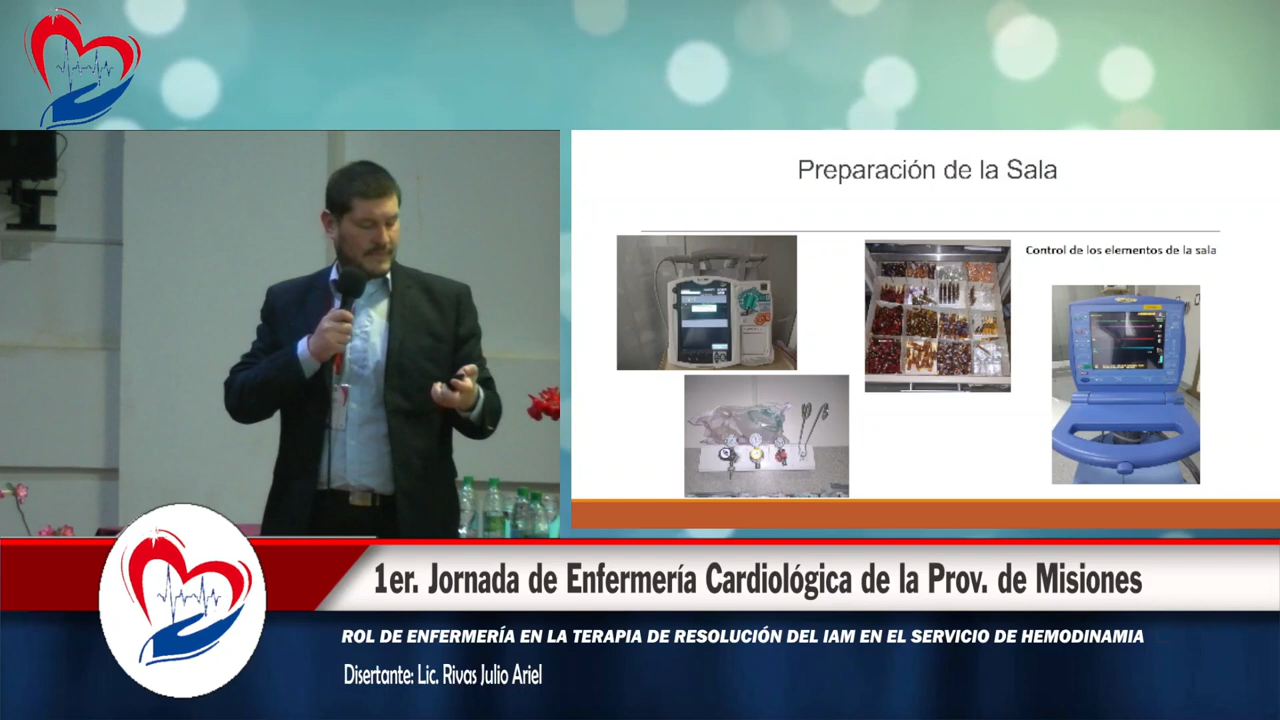 Preparación de la Sala
Control de los elementos de la sala
1er. Jornada de Enfermería Cardiológica de la Prov. de Misiones
ROL DE ENFERMERÍA EN LA TERAPIA DE RESOLUCIÓN DEL IAM EN EL SERVICIO DE HEMODINAMIA
Disertante: Lic. Rivas Julio Ariel